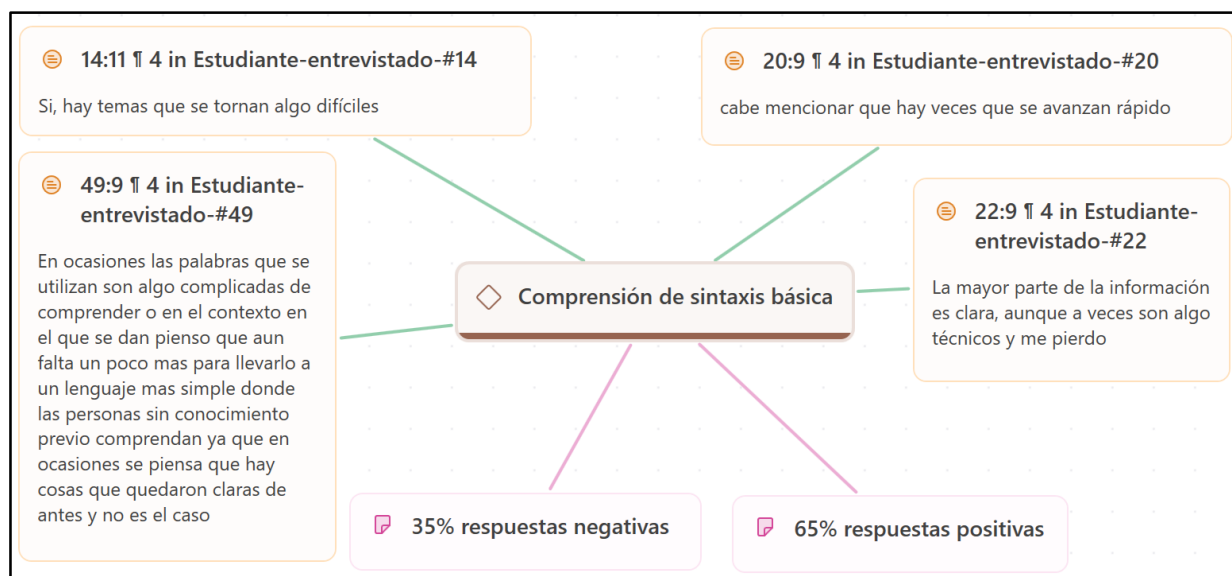 14:11 ¶ 4 in Estudiante-entrevistado-#14
Si, hay temas que se tornan algo difíciles
20:9 ¶ 4 in Estudiante-entrevistado-#20
cabe mencionar que hay veces que se avanzan rápido
49:9 ¶ 4 in Estudiante-
entrevistado-#49
En ocasiones las palabras que se
utilizan son algo complicadas de
comprender o en el contexto en
el que se dan pienso que aun
falta un poco mas para llevarlo a
un lenguaje mas simple donde
las personas sin conocimiento
previo comprendan ya que en
ocasiones se piensa que hay
cosas que quedaron claras de
antes y no es el caso
22:9 ¶ 4 in Estudiante-
entrevistado-#22
La mayor parte de la información
es clara, aunque a veces son algo
técnicos y me pierdo
Comprensión de sintaxis básica
35% respuestas negativas
65% respuestas positivas